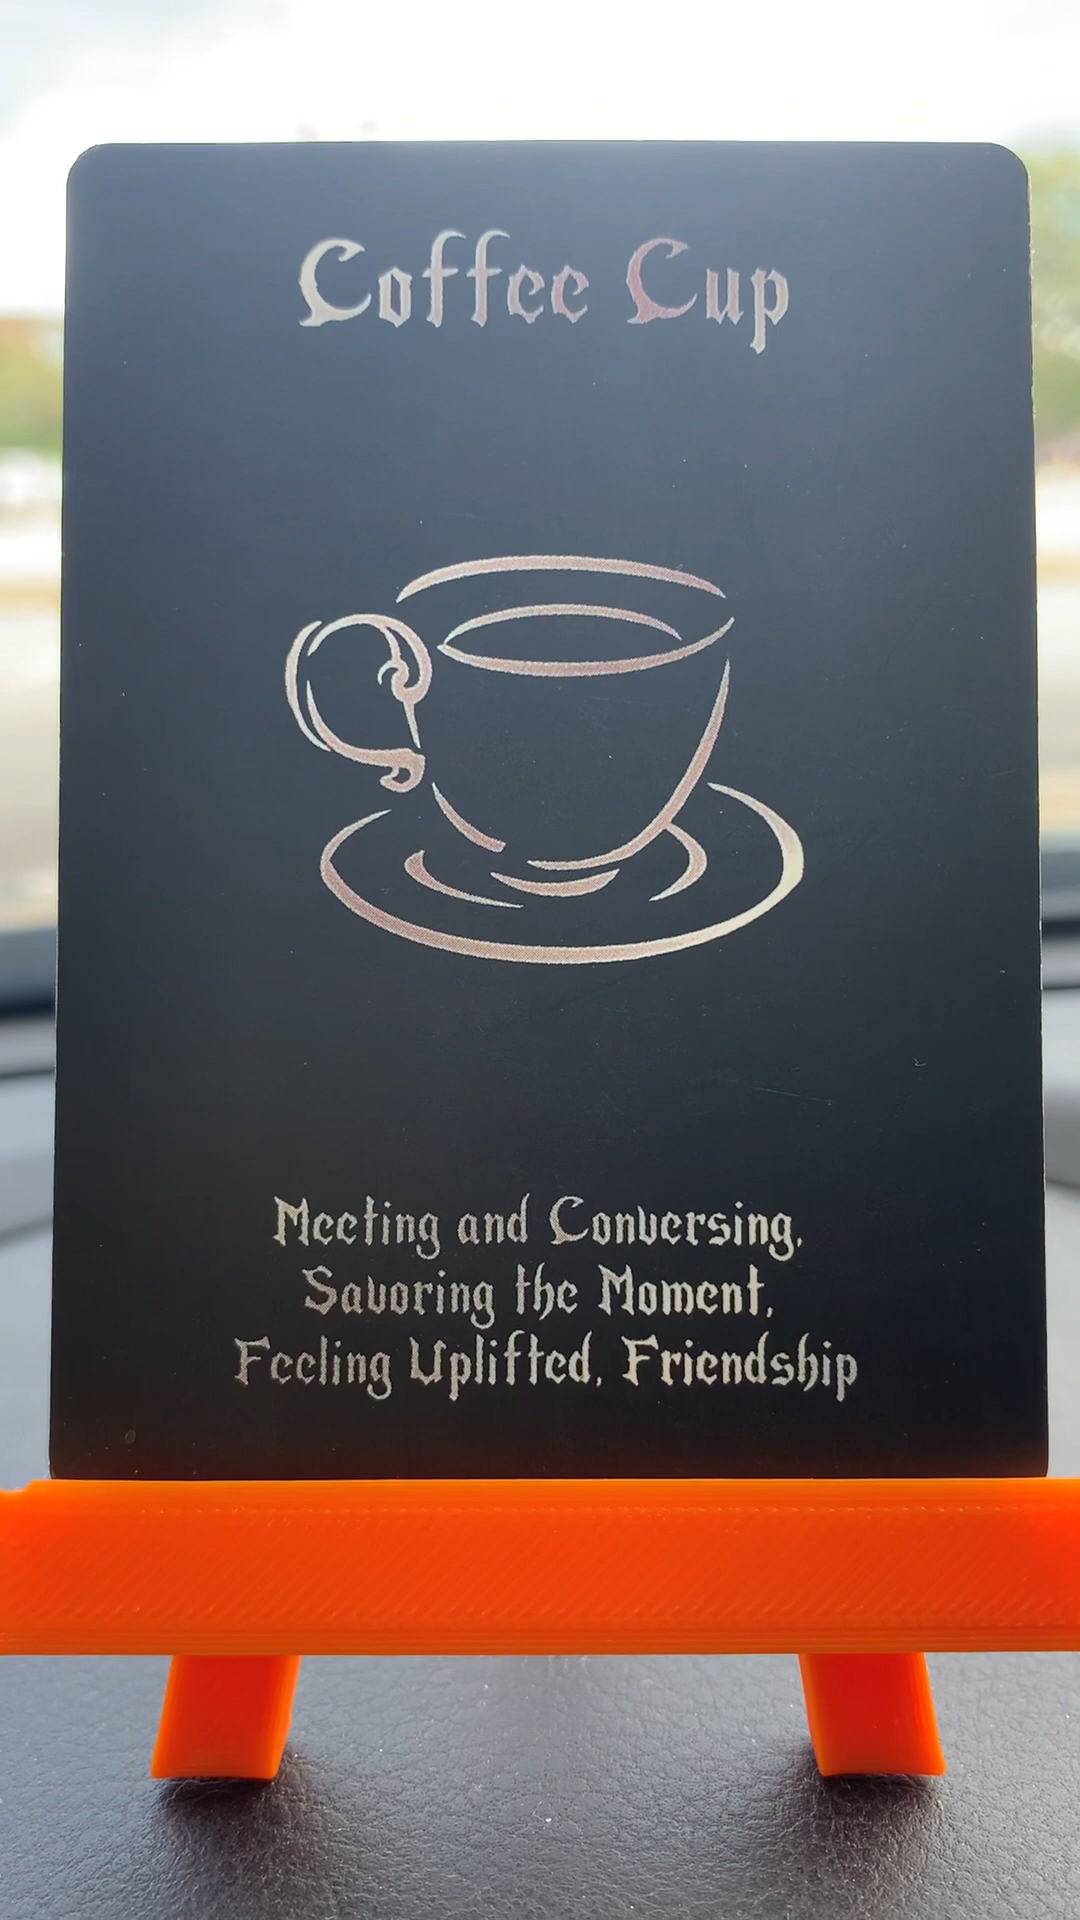 Coffee Cup
Meeting and Conversing,
Savoring the Moment,
Feeling Uplifted, Friendship